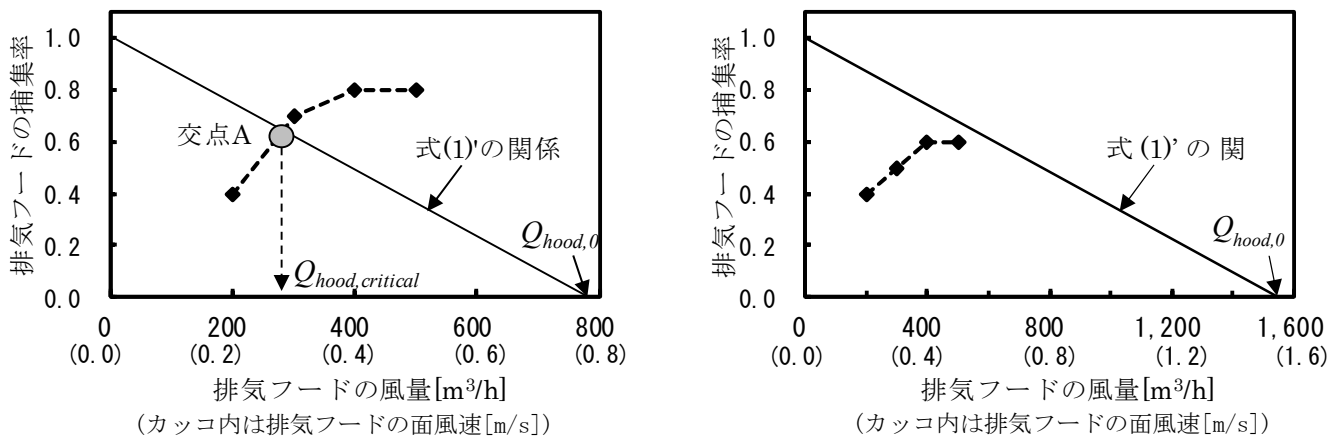 排気フードの捕集率
1.0
0.8
0.6
0.4
0.2
0.0
交点A
式(1)'の関係
Qhood,0
Qhood,critical
0 200 400 600 800
(0.0) (0.2) (0.4) (0.6) (0.8)
排気フードの風量[m³/h]
(カッコ内は排気フードの面風速[m/s])
排気フードの捕集率
1.0
0.8
0.6
0.4
0.2
0.0
式(1)’の関
Qhood,0
0 400 800 1,200 1,600
(0.0) (0.4) (0.8) (1.2) (1.6)
排気フードの風量[m³/h]
(カッコ内は排気フードの面風速[m/s])